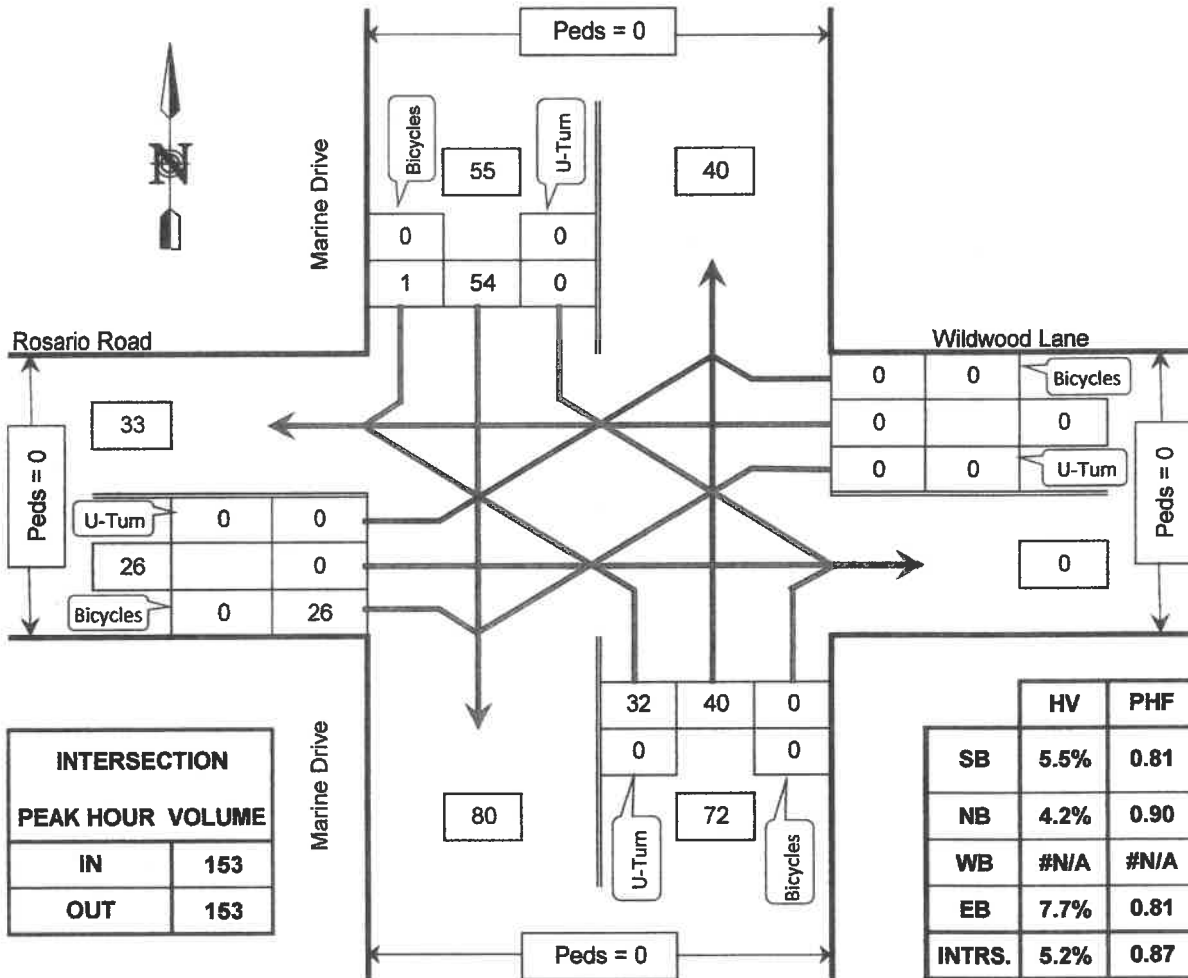 Peds = 0
N
Marine Drive
Bicycles
55
U-Turn
40
0 0
1 54 0
Rosario Road
Wildwood Lane
Peds = 0
33
0 0 Bicycles
0 0
0 0 U-Turn
Peds = 0
U-Turn 0 0
26 0
Bicycles 0 26
0
32 40 0
0 0
Marine Drive
80
U-Turn
72
Bicycles
Peds = 0
INTERSECTION
PEAK HOUR VOLUME
IN 153
OUT 153
HV PHF
SB 5.5% 0.81
NB 4.2% 0.90
WB #N/A #N/A
EB 7.7% 0.81
INTRS. 5.2% 0.87